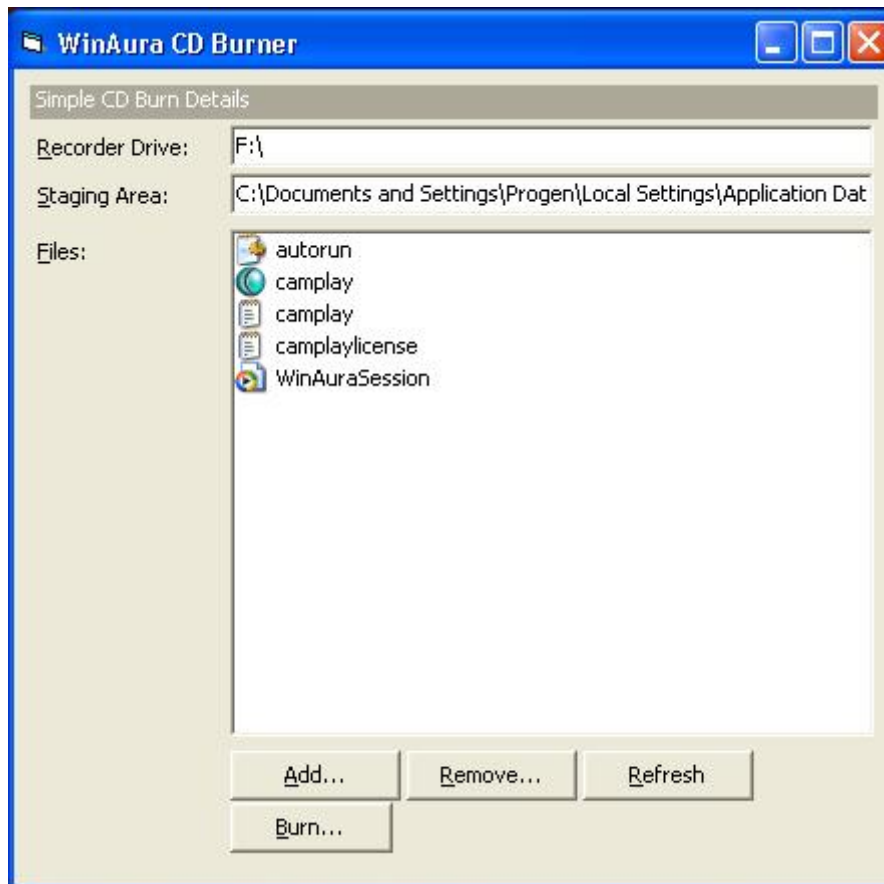 WinAura CD Burner
Simple CD Burn Details
Recorder Drive: F:\
Staging Area: C:\Documents and Settings\Progen\Local Settings\Application Dat
Files:
autorun
camplay
camplay
camplaylicense
WinAuraSession
Add... Remove... Refresh
Burn...